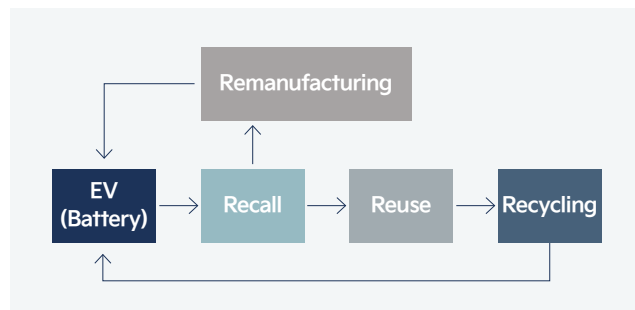 Remanufacturing
EV
(Battery)
Recall
Reuse
Recycling